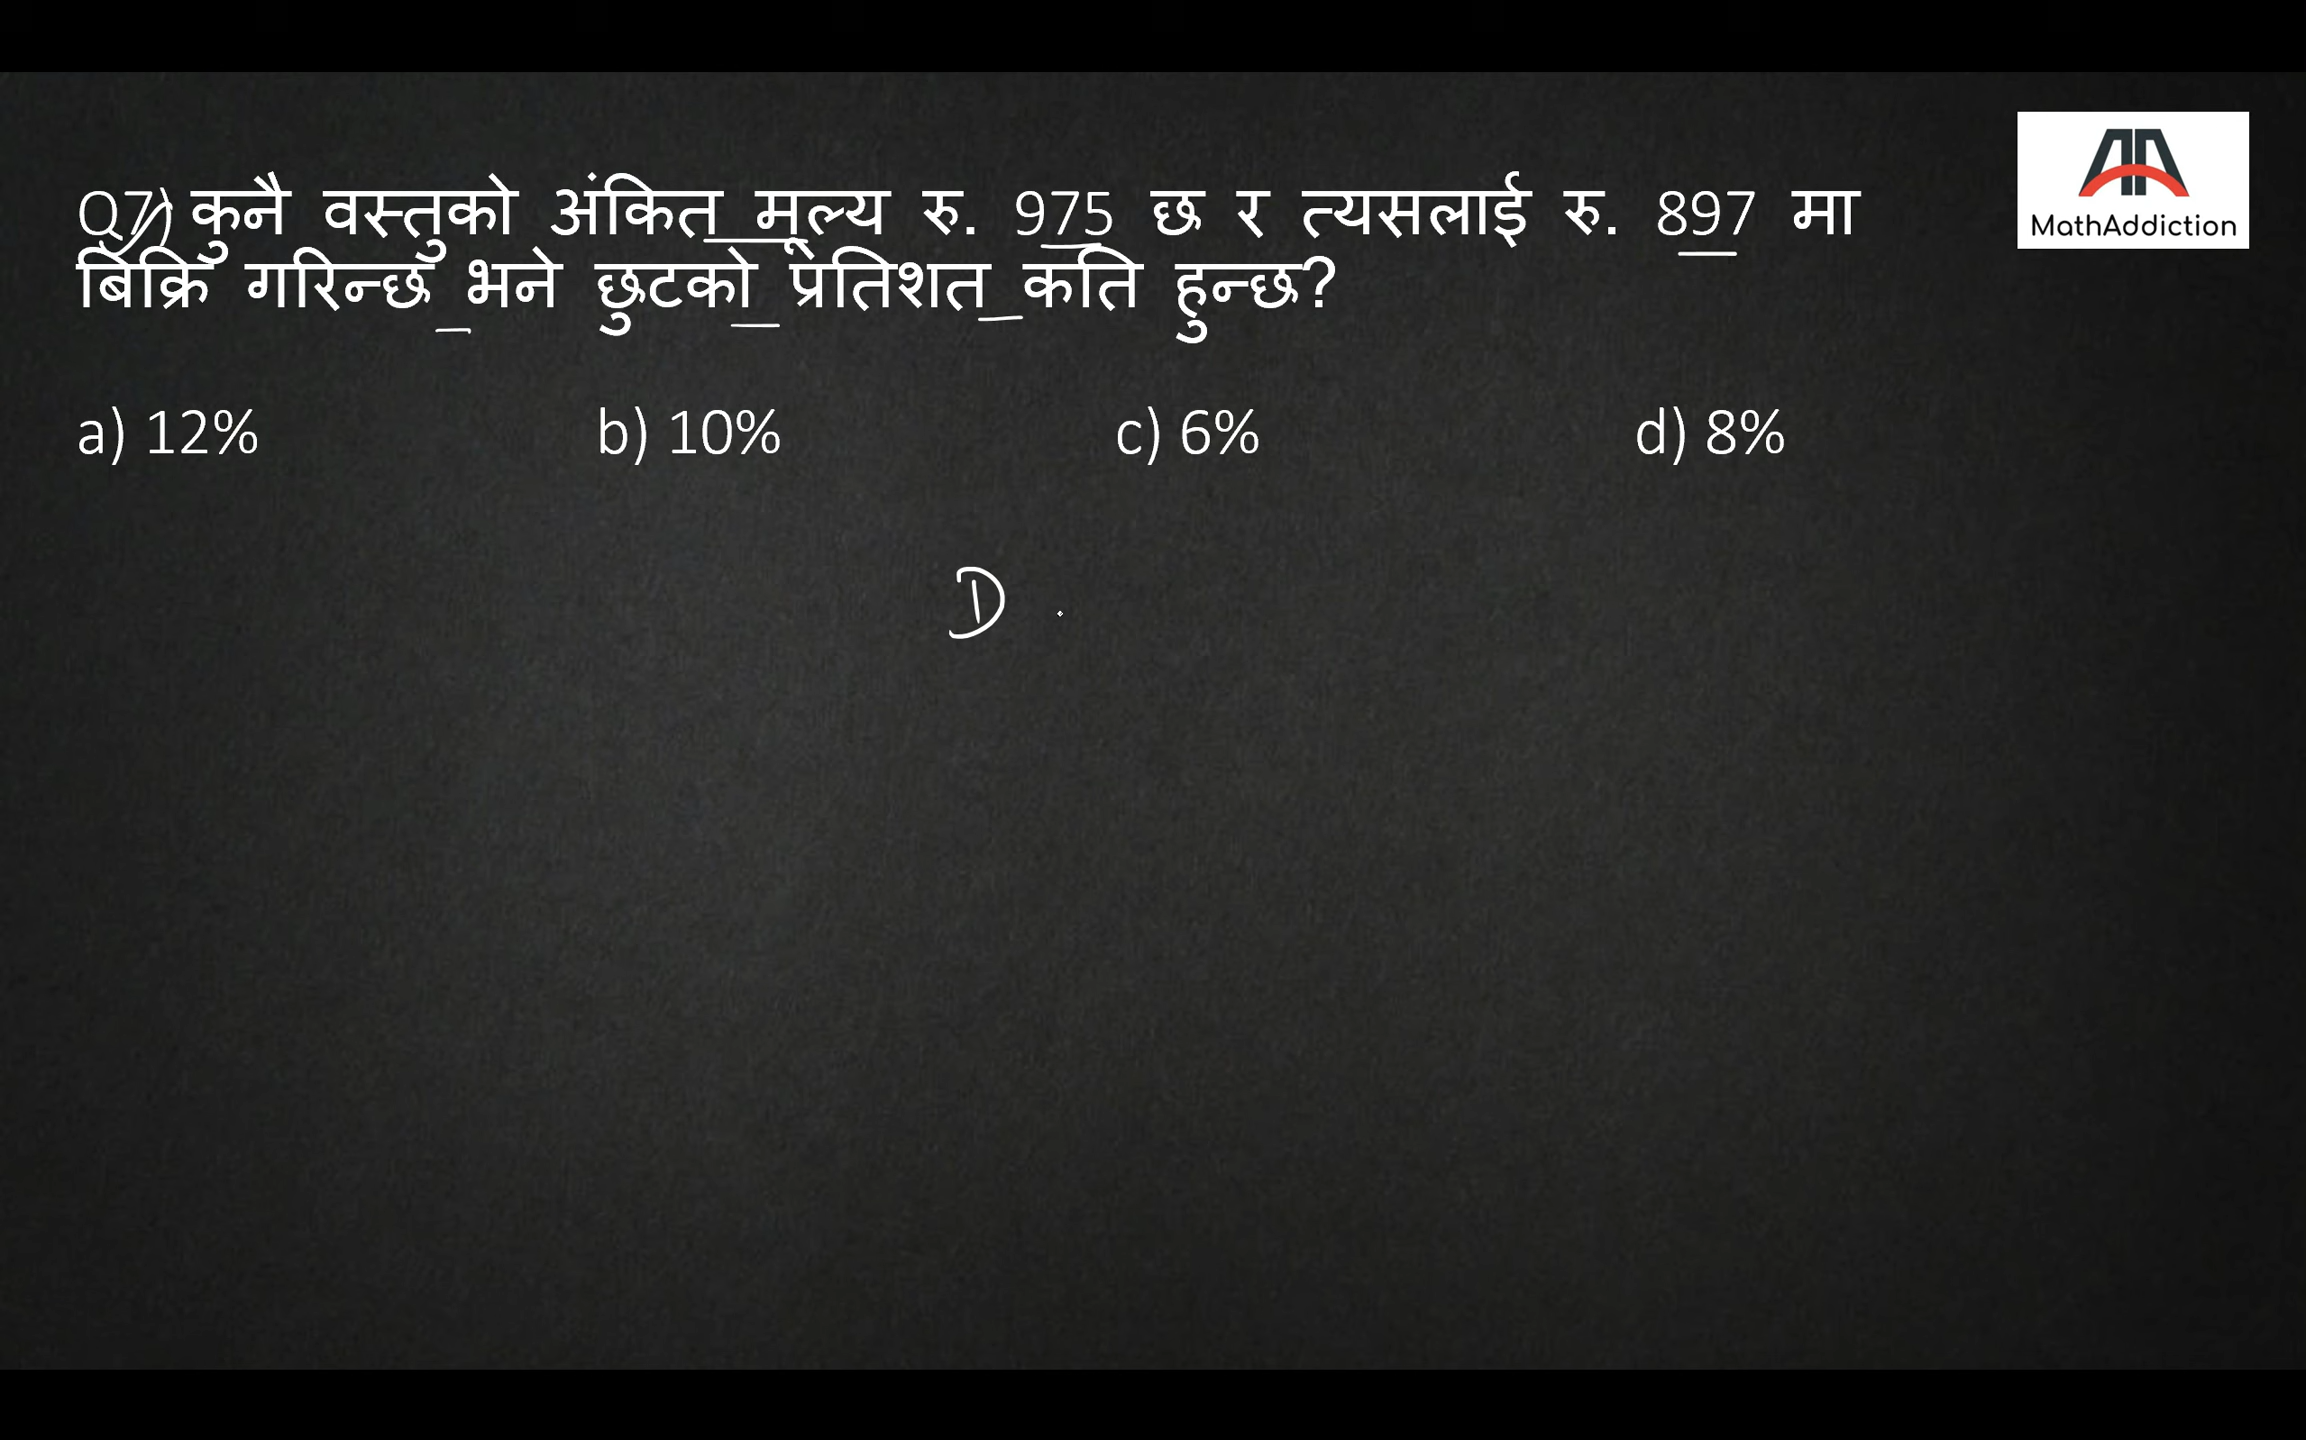 Q7) कुनै वस्तुको अंकित मूल्य रु. 975 छ र त्यसलाई रु. 897 मा
बिक्रि गरिन्छ भने छुटको प्रतिशत कति हुन्छ?
a) 12% b) 10% c) 6% d) 8%
D
MathAddiction